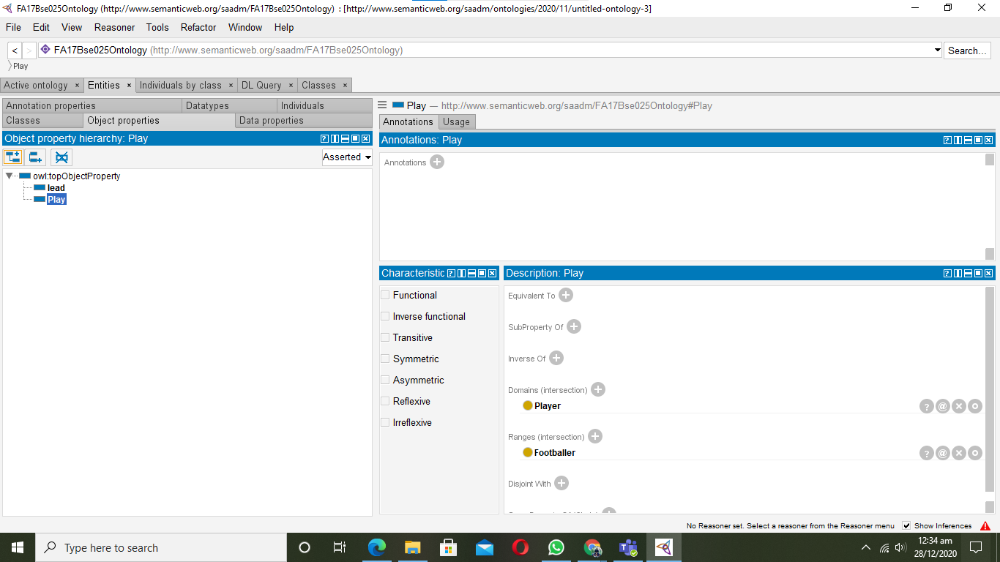 FA17Bse025Ontology (http://www.semanticweb.org/saadm/FA17Bse025Ontology) : [http://www.semanticweb.org/saadm/ontologies/2020/11/untitled-ontology-3]
File Edit View Reasoner Tools Refactor Window Help
< > FA17Bse025Ontology (http://www.semanticweb.org/saadm/FA17Bse025Ontology) Search...
Play
Active ontology × Entities × Individuals by class × DL Query × Classes ×
Annotation properties Datatypes Individuals
Classes Object properties Data properties
Object property hierarchy: Play
Asserted
owl:topObjectProperty
lead
Play
Play — http://www.semanticweb.org/saadm/FA17Bse025Ontology#Play
Annotations Usage
Annotations: Play
Annotations
Characteristic
Functional
Inverse functional
Transitive
Symmetric
Asymmetric
Reflexive
Irreflexive
Description: Play
Equivalent To
SubProperty Of
Inverse Of
Domains (intersection)
Player
Ranges (intersection)
Footballer
Disjoint With
No Reasoner set. Select a reasoner from the Reasoner menu Show Inferences
Type here to search
12:34 am
28/12/2020